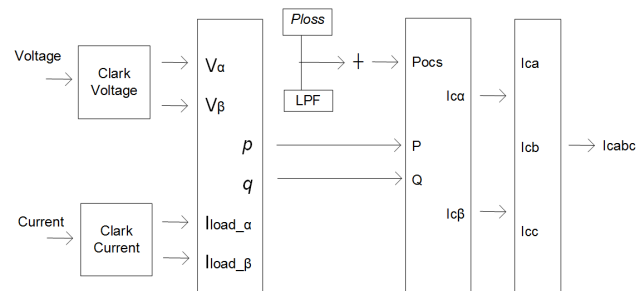 Voltage
Clark
Voltage
Vα
Vβ
p
q
Current
Clark
Current
Iload_α
Iload_β
Ploss
LPF
+
Pocs
Icα
P
Q
Icβ
Ica
Icb
Icc
Icabc